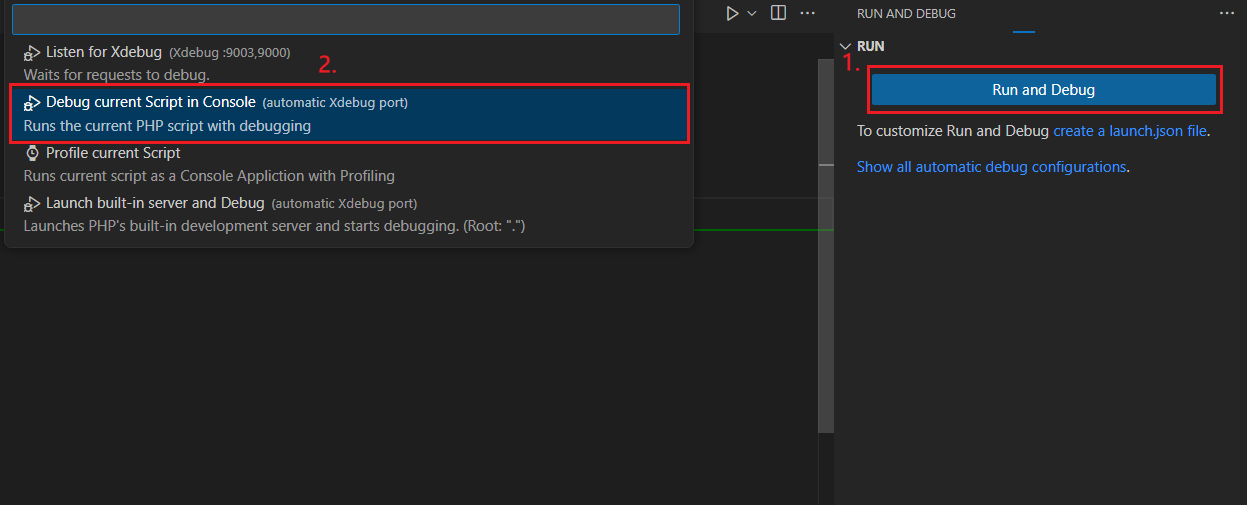 Listen for Xdebug (Xdebug :9003,9000)
Waits for requests to debug.
2.
Debug current Script in Console (automatic Xdebug port)
Runs the current PHP script with debugging
Profile current Script
Runs current script as a Console Appliction with Profiling
Launch built-in server and Debug (automatic Xdebug port)
Launches PHP's built-in development server and starts debugging. (Root: ".")
RUN AND DEBUG
RUN
1.
Run and Debug
To customize Run and Debug create a launch.json file.
Show all automatic debug configurations.